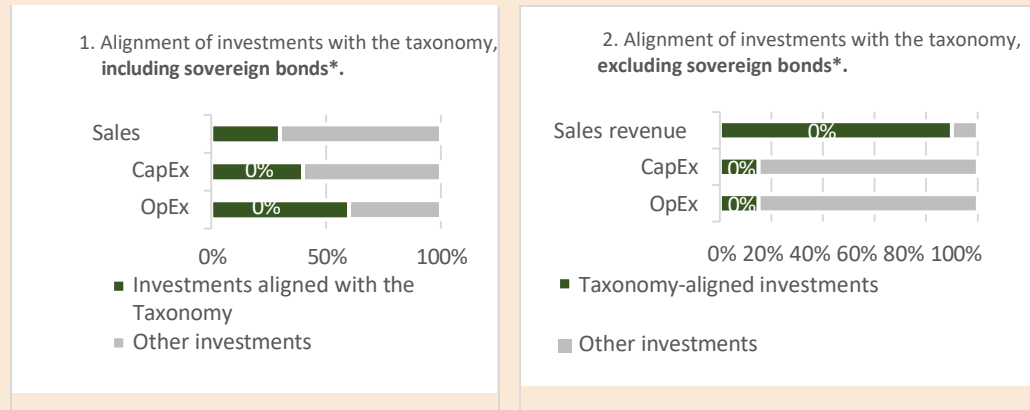 1. Alignment of investments with the taxonomy,
including sovereign bonds*.
Sales
CapEx
0%
OpEx
0%
0% 50% 100%
Investments aligned with the
Taxonomy
Other investments
2. Alignment of investments with the taxonomy,
excluding sovereign bonds*.
Sales revenue
0%
CapEx
0%
OpEx
0%
0% 20% 40% 60% 80% 100%
Taxonomy-aligned investments
Other investments